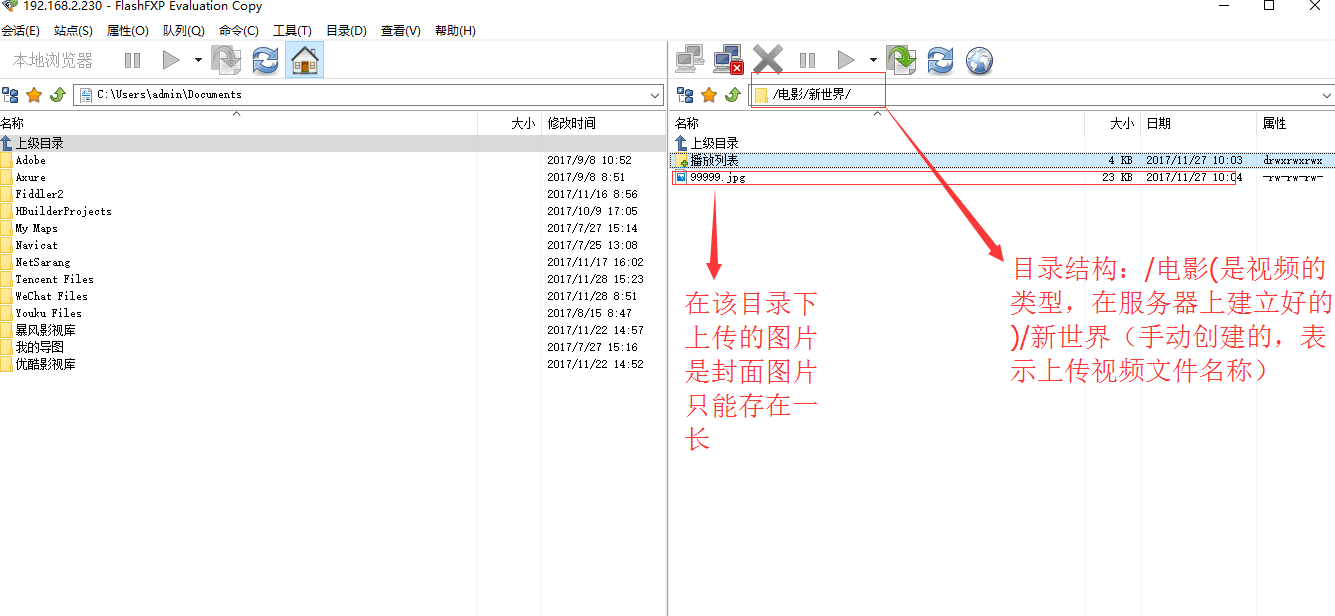 192.168.2.230 - FlashFXP Evaluation Copy
会话(E) 站点(S) 属性(O) 队列(Q) 命令(C) 工具(T) 目录(D) 查看(V) 帮助(H)
本地浏览器
C:\Users\admin\Documents
名称 大小 修改时间
上级目录
Adobe 2017/9/8 10:52
Axure 2017/9/8 8:51
Fiddler2 2017/11/16 8:56
HBuilderProjects 2017/10/9 17:05
My Maps 2017/7/27 15:14
Navicat 2017/7/25 13:08
NetSarang 2017/11/17 16:02
Tencent Files 2017/11/28 15:23
WeChat Files 2017/11/28 8:51
Youku Files 2017/8/15 8:47
暴风影视库 2017/11/22 14:57
我的导图 2017/7/27 15:16
优酷影视库 2017/11/22 14:52
/电影/新世界/
名称 大小 日期 属性
上级目录
播放列表 4 KB 2017/11/27 10:03 drwxrwxrwx
99999.jpg 23 KB 2017/11/27 10:04 -rw-rw-rw-
在该目录下
上传的图片
是封面图片
只能存在一
长
目录结构：/电影(是视频的
类型，在服务器上建立好的
)/新世界（手动创建的，表
示上传视频文件名称）